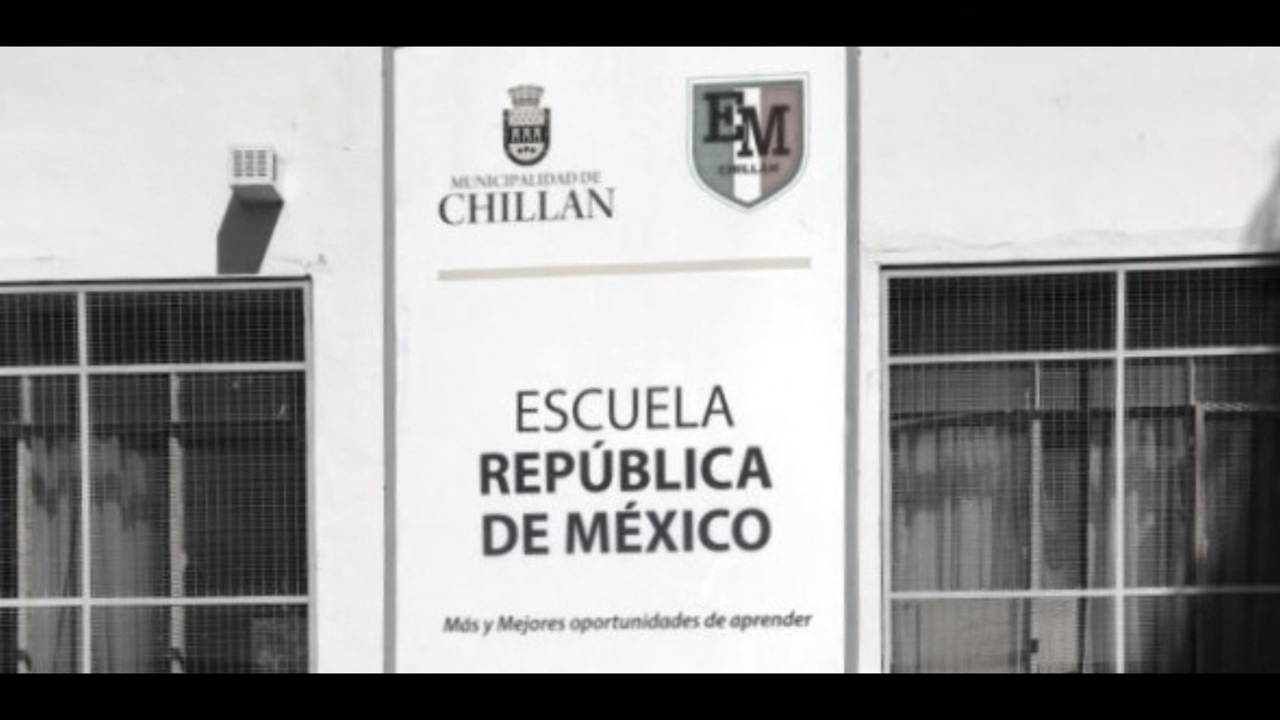 MUNICIPALIDAD DE
CHILLAN
EM
CHILLAN
ESCUELA
REPÚBLICA
DE MÉXICO
Más y Mejores oportunidades de aprender